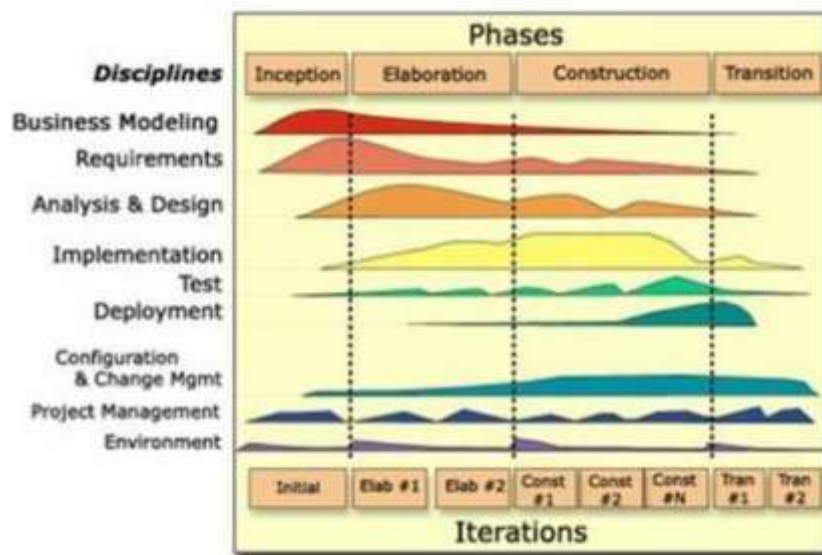 Phases
Disciplines Inception Elaboration Construction Transition
Business Modeling
Requirements
Analysis & Design
Implementation
Test
Deployment
Configuration
& Change Mgmt
Project Management
Environment
Initial Elab #1 Elab #2 Const #1 Const #2 Const #N Tran #1 Tran #2
Iterations